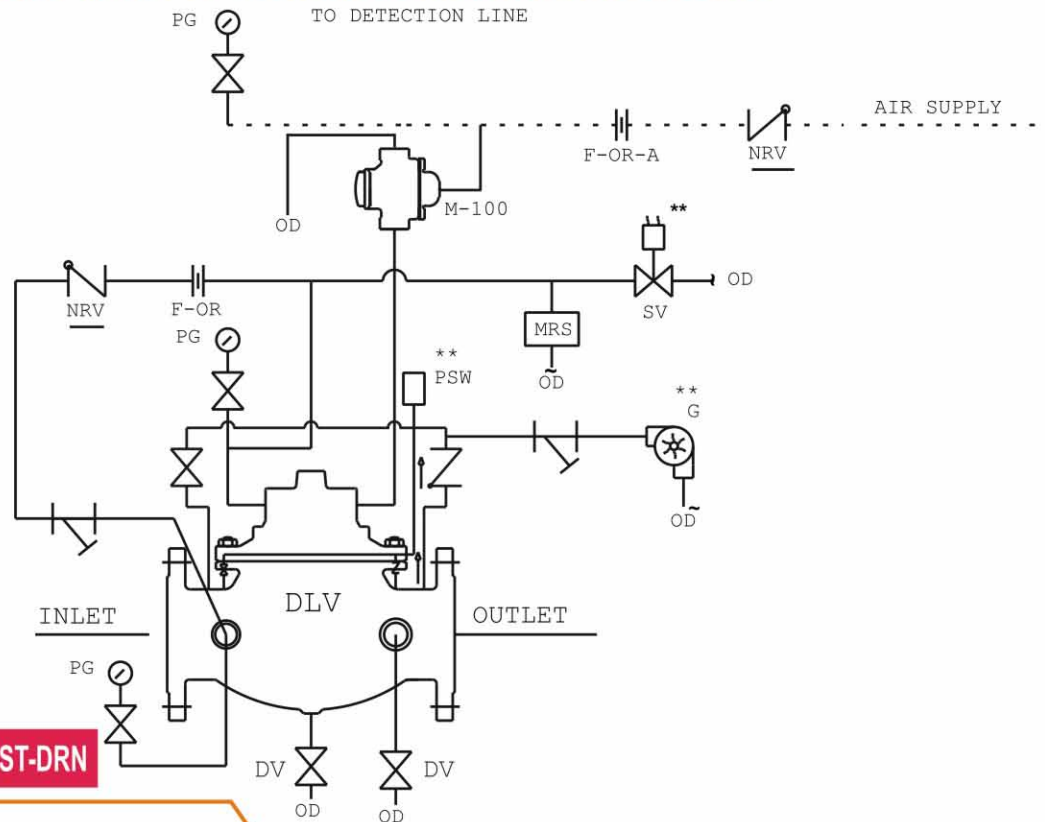 PG
TO DETECTION LINE
AIR SUPPLY
F-OR-A
NRV
M-100
OD
**
OD
SV
NRV
F-OR
PG
MRS
OD
**
PSW
**
G
OD
DLV
INLET
OUTLET
PG
ST-DRN
DV
DV
OD
OD